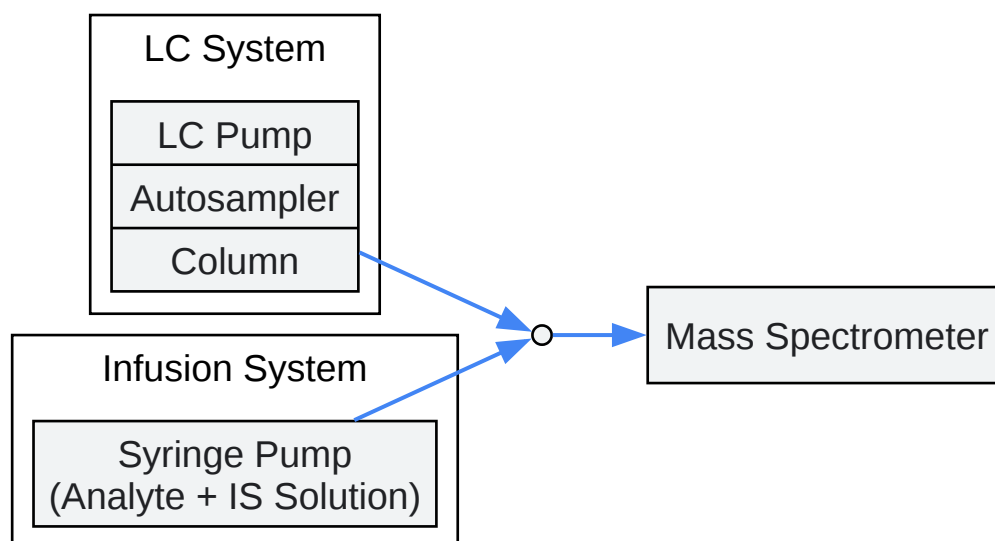 LC System
LC Pump
Autosampler
Column
Infusion System
Syringe Pump
(Analyte + IS Solution)
Mass Spectrometer